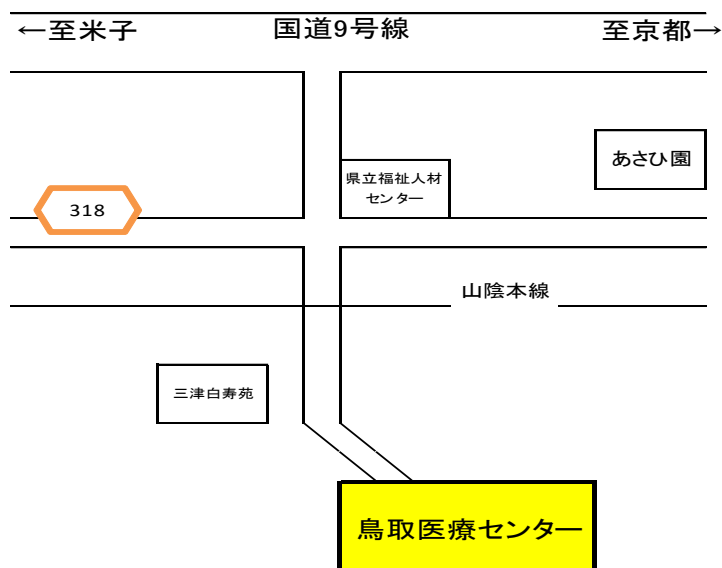 ←至米子
国道9号線
至京都→
あさひ園
県立福祉人材
センター
318
山陰本線
三津白寿苑
鳥取医療センター